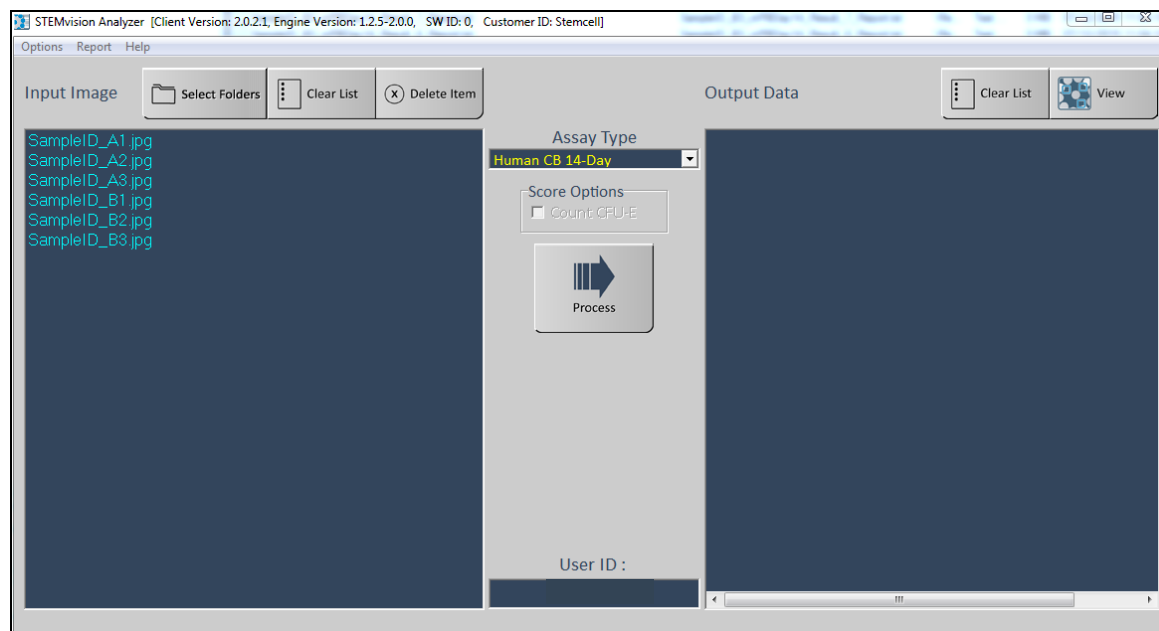 STEMvision Analyzer [Client Version: 2.0.2.1, Engine Version: 1.2.5-2.0.0, SW ID: 0, Customer ID: Stemcell]
Options Report Help
Input Image
Select Folders
Clear List
Delete Item
Output Data
Clear List
View
SampleID_A1.jpg
SampleID_A2.jpg
SampleID_A3.jpg
SampleID_B1.jpg
SampleID_B2.jpg
SampleID_B3.jpg
Assay Type
Human CB 14-Day
Score Options
Count CFU-E
Process
User ID :